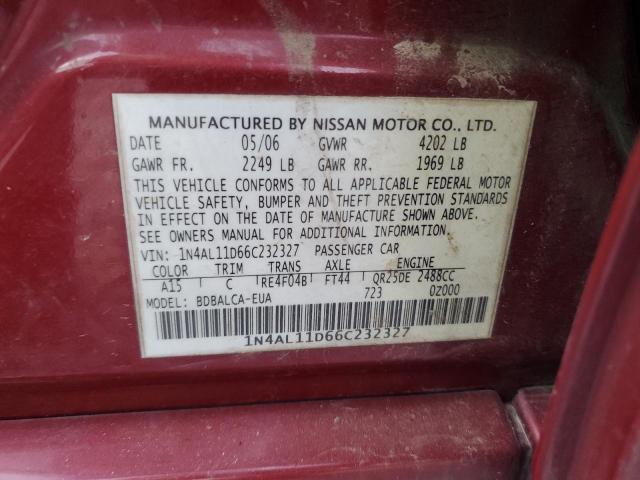 MANUFACTURED BY NISSAN MOTOR CO., LTD.
DATE 05/06 GVWR 4202 LB
GAWR FR. 2249 LB GAWR RR. 1969 LB
THIS VEHICLE CONFORMS TO ALL APPLICABLE FEDERAL MOTOR
VEHICLE SAFETY, BUMPER AND THEFT PREVENTION STANDARDS
IN EFFECT ON THE DATE OF MANUFACTURE SHOWN ABOVE.
SEE OWNERS MANUAL FOR ADDITIONAL INFORMATION.
VIN: 1N4AL11D66C232327 PASSENGER CAR
COLOR TRIM TRANS AXLE ENGINE
A15 C RE4F04B FT44 QR25DE 2488CC
MODEL: BDBALCA-EUA 723 0Z000
1N4AL11D66C232327